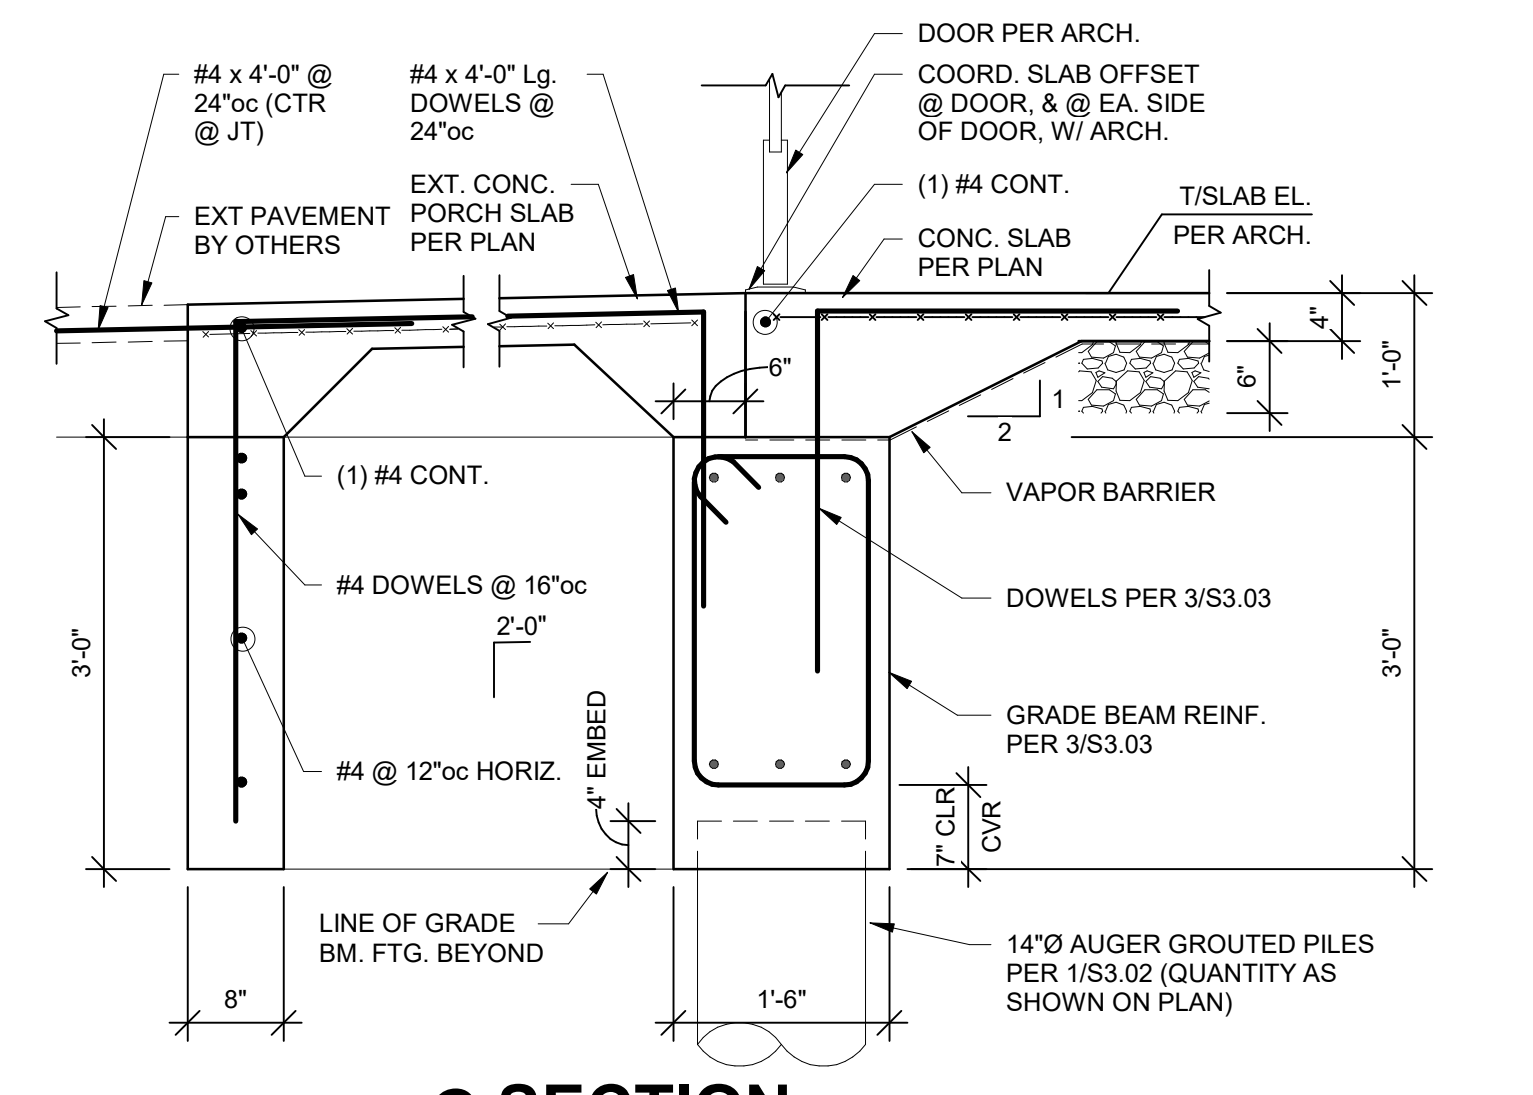 DOOR PER ARCH.
#4 x 4'-0" @
24"oc (CTR
@ JT)
#4 x 4'-0" Lg.
DOWELS @
24"oc
COORD. SLAB OFFSET
@ DOOR, & @ EA. SIDE
OF DOOR, W/ ARCH.
EXT PAVEMENT
BY OTHERS
EXT. CONC.
PORCH SLAB
PER PLAN
(1) #4 CONT.
CONC. SLAB
PER PLAN
T/SLAB EL.
PER ARCH.
4"
1'-0"
6"
6"
1
2
(1) #4 CONT.
VAPOR BARRIER
#4 DOWELS @ 16"oc
DOWELS PER 3/S3.03
2'-0"
3'-0"
3'-0"
GRADE BEAM REINF.
PER 3/S3.03
#4 @ 12"oc HORIZ.
4" EMBED
7" CLR
CVR
LINE OF GRADE
BM. FTG. BEYOND
14"Ø AUGER GROUTED PILES
PER 1/S3.02 (QUANTITY AS
SHOWN ON PLAN)
8"
1'-6"
SECTION